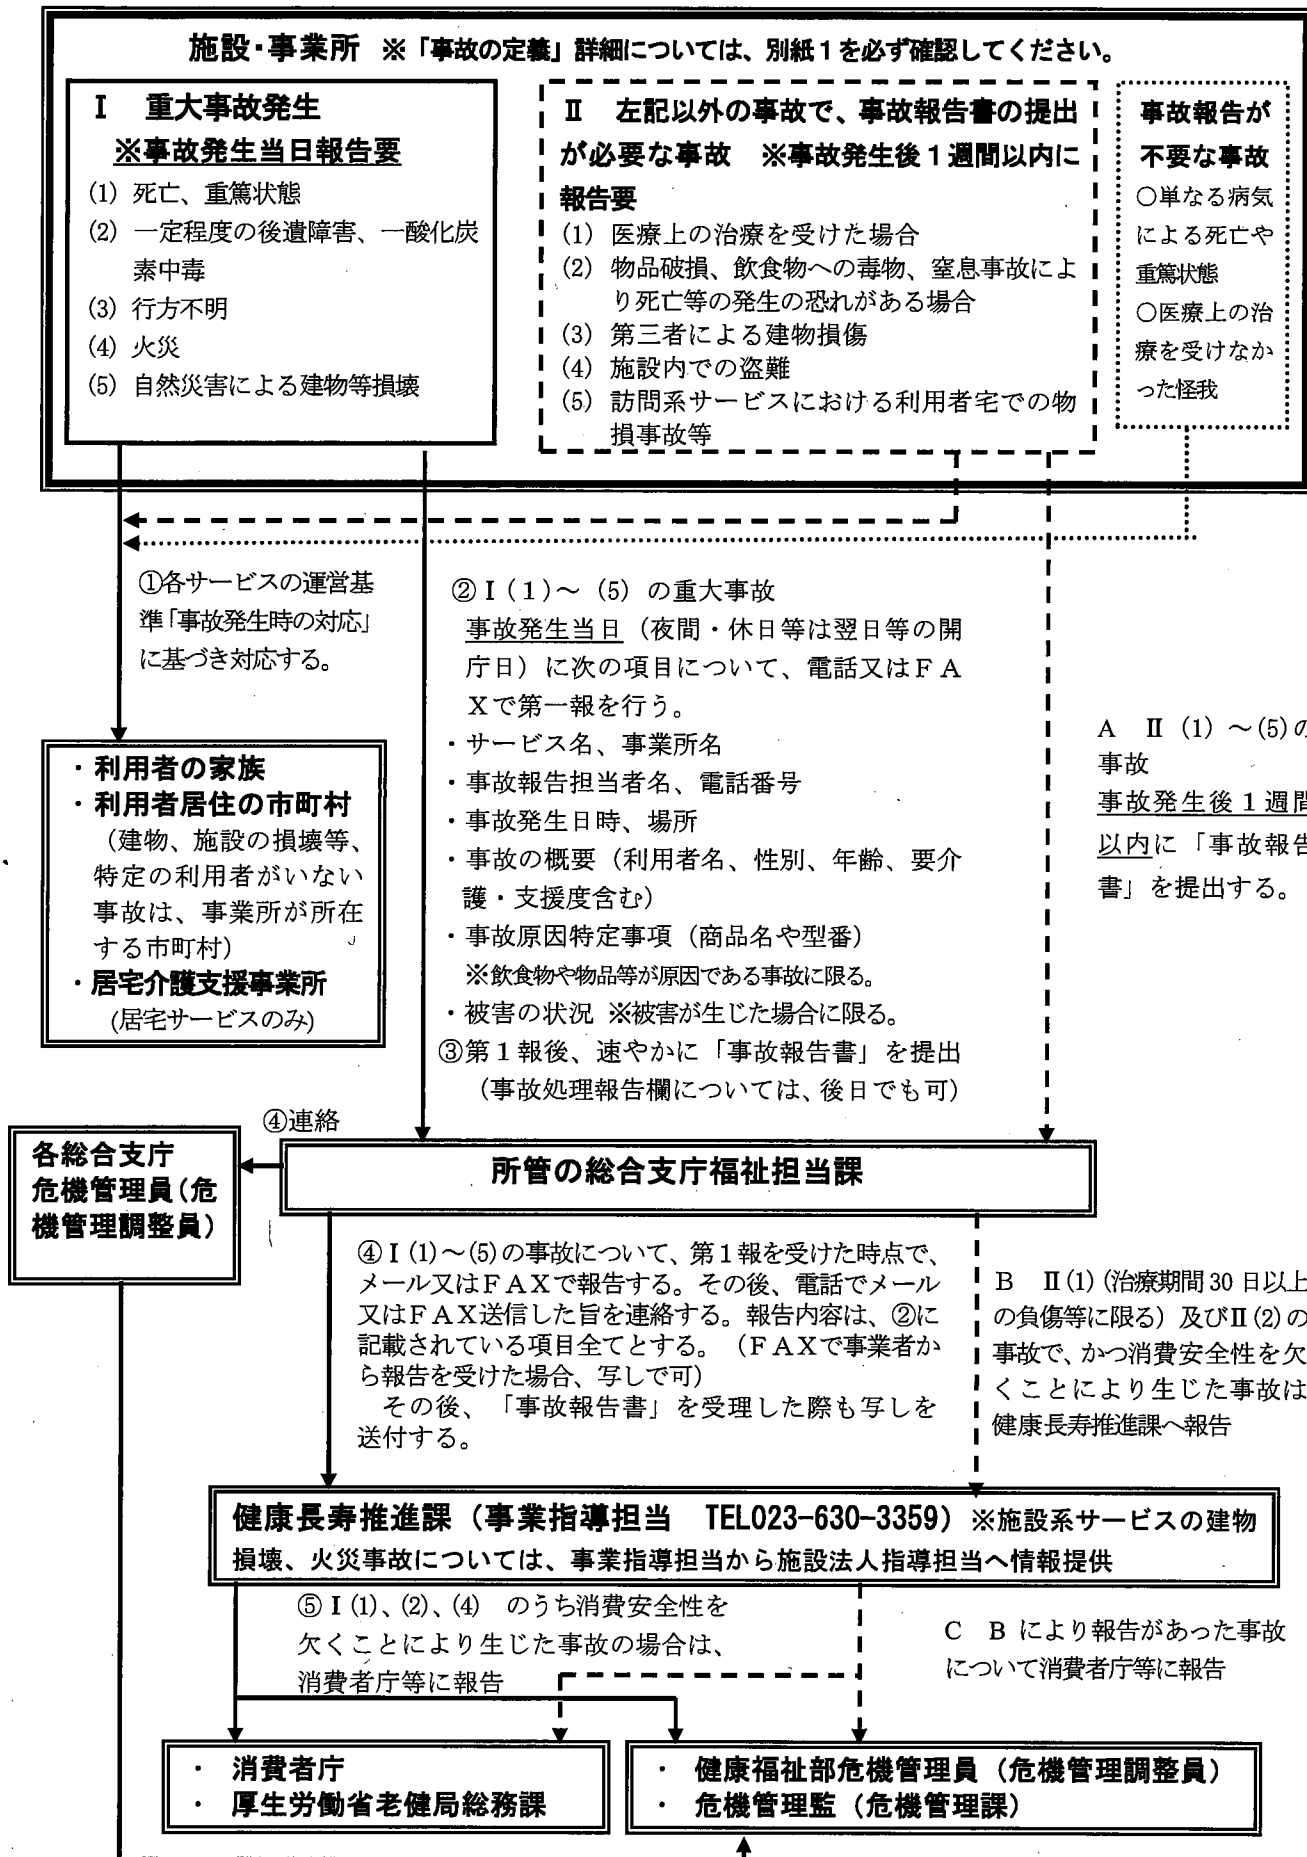 施設・事業所 ※「事故の定義」詳細については、別紙1を必ず確認してください。
Ⅰ 重大事故発生
※事故発生当日報告要
(1) 死亡、重篤状態
(2) 一定程度の後遺障害、一酸化炭
素中毒
(3) 行方不明
(4) 火災
(5) 自然災害による建物等損壊
Ⅱ 左記以外の事故で、事故報告書の提出
が必要な事故 ※事故発生後1週間以内に
報告要
(1) 医療上の治療を受けた場合
(2) 物品破損、飲食物への毒物、窒息事故によ
り死亡等の発生の恐れがある場合
(3) 第三者による建物損傷
(4) 施設内での盗難
(5) 訪問系サービスにおける利用者宅での物
損事故等
事故報告が
不要な事故
○単なる病気
による死亡や
重篤状態
○医療上の治
療を受けなか
った怪我
①各サービスの運営基
準「事故発生時の対応」
に基づき対応する。
②Ⅰ(1)～(5)の重大事故
事故発生当日（夜間・休日等は翌日等の開
庁日）に次の項目について、電話又はＦＡ
Ｘで第一報を行う。
・サービス名、事業所名
・事故報告担当者名、電話番号
・事故発生日時、場所
・事故の概要（利用者名、性別、年齢、要介
護・支援度含む）
・事故原因特定事項（商品名や型番）
※飲食物や物品等が原因である事故に限る。
・被害の状況 ※被害が生じた場合に限る。
③第1報後、速やかに「事故報告書」を提出
（事故処理報告欄については、後日でも可）
A Ⅱ(1)～(5)の
事故
事故発生後1週間
以内に「事故報告
書」を提出する。
・利用者の家族
・利用者居住の市町村
（建物、施設の損壊等、
特定の利用者がいない
事故は、事業所が所在
する市町村）
・居宅介護支援事業所
(居宅サービスのみ)
④連絡
各総合支庁
危機管理員(危
機管理調整員)
所管の総合支庁福祉担当課
④Ⅰ(1)～(5)の事故について、第1報を受けた時点で、
メール又はＦＡＸで報告する。その後、電話でメール
又はＦＡＸ送信した旨を連絡する。報告内容は、②に
記載されている項目全てとする。（ＦＡＸで事業者か
ら報告を受けた場合、写しで可）
その後、「事故報告書」を受理した際も写しを
送付する。
B Ⅱ(1)(治療期間30日以上
の負傷等に限る）及びⅡ(2)の
事故で、かつ消費安全性を欠
くことにより生じた事故は
健康長寿推進課へ報告
健康長寿推進課（事業指導担当 TEL023-630-3359）※施設系サービスの建物
損壊、火災事故については、事業指導担当から施設法人指導担当へ情報提供
⑤Ⅰ(1)、(2)、(4) のうち消費安全性を
欠くことにより生じた事故の場合は、
消費者庁等に報告
C B により報告があった事故
について消費者庁等に報告
・ 消費者庁
・ 厚生労働省老健局総務課
・ 健康福祉部危機管理員（危機管理調整員）
・ 危機管理監（危機管理課）